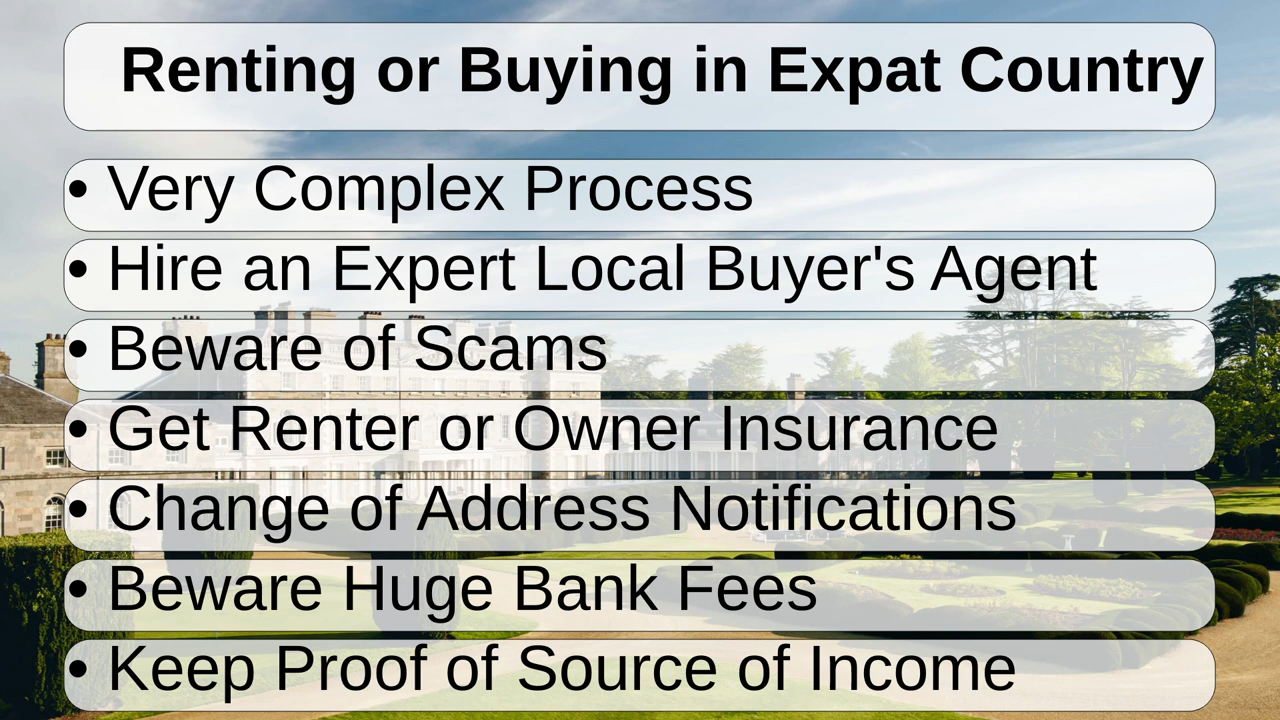 Renting or Buying in Expat Country
• Very Complex Process
• Hire an Expert Local Buyer's Agent
• Beware of Scams
• Get Renter or Owner Insurance
• Change of Address Notifications
• Beware Huge Bank Fees
• Keep Proof of Source of Income